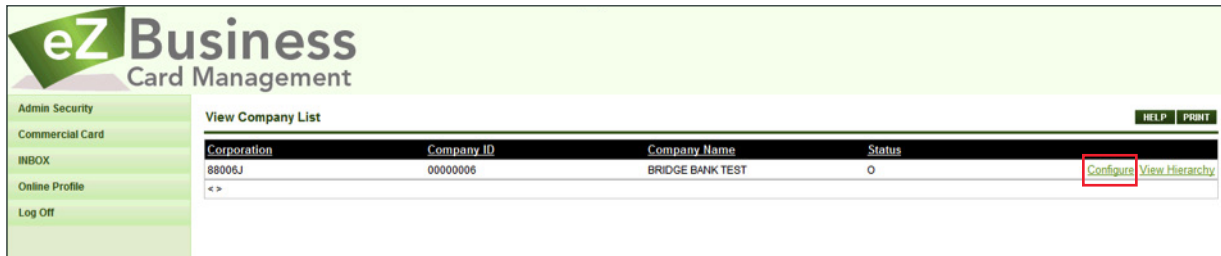 eZ Business
Card Management
Admin Security
Commercial Card
INBOX
Online Profile
Log Off
View Company List
HELP PRINT
Corporation Company ID Company Name Status
88006J 00000006 BRIDGE BANK TEST O Configure View Hierarchy
< >